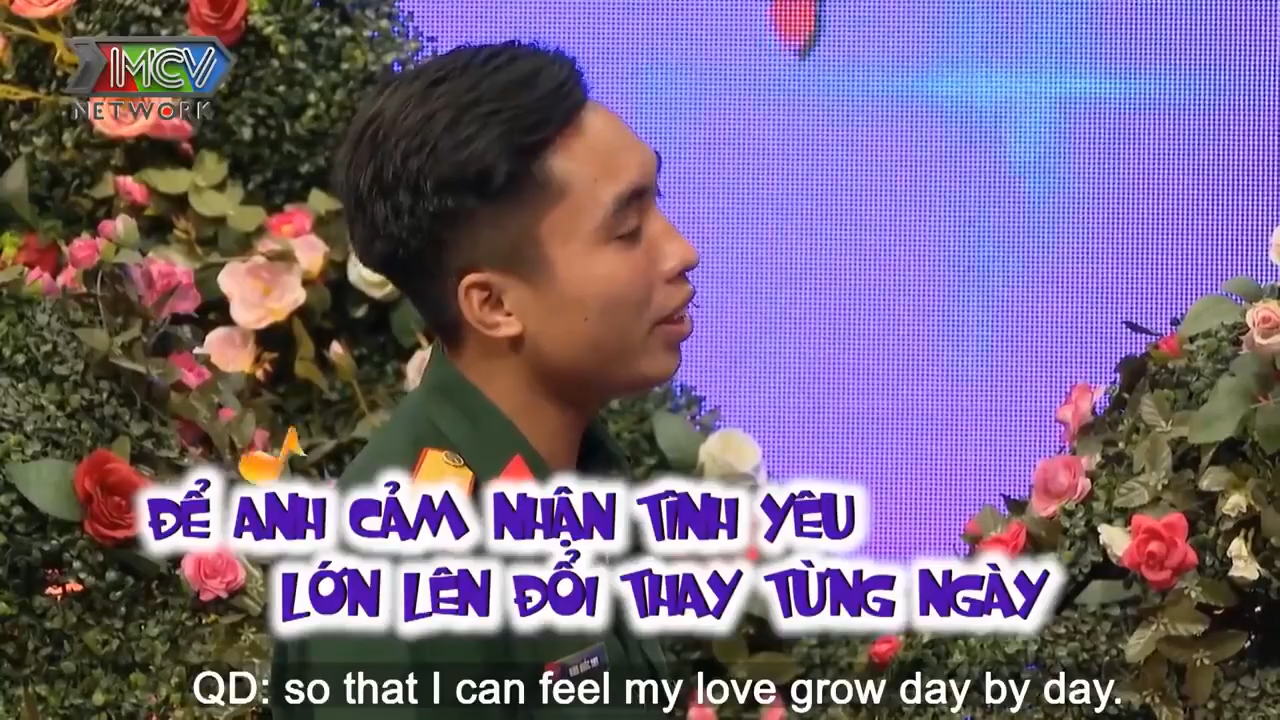 MCV
NETWORK
ĐỂ ANH CẢM NHẬN TÌNH YÊU
LỚN LÊN ĐỔI THAY TỪNG NGÀY
QD: so that I can feel my love grow day by day.